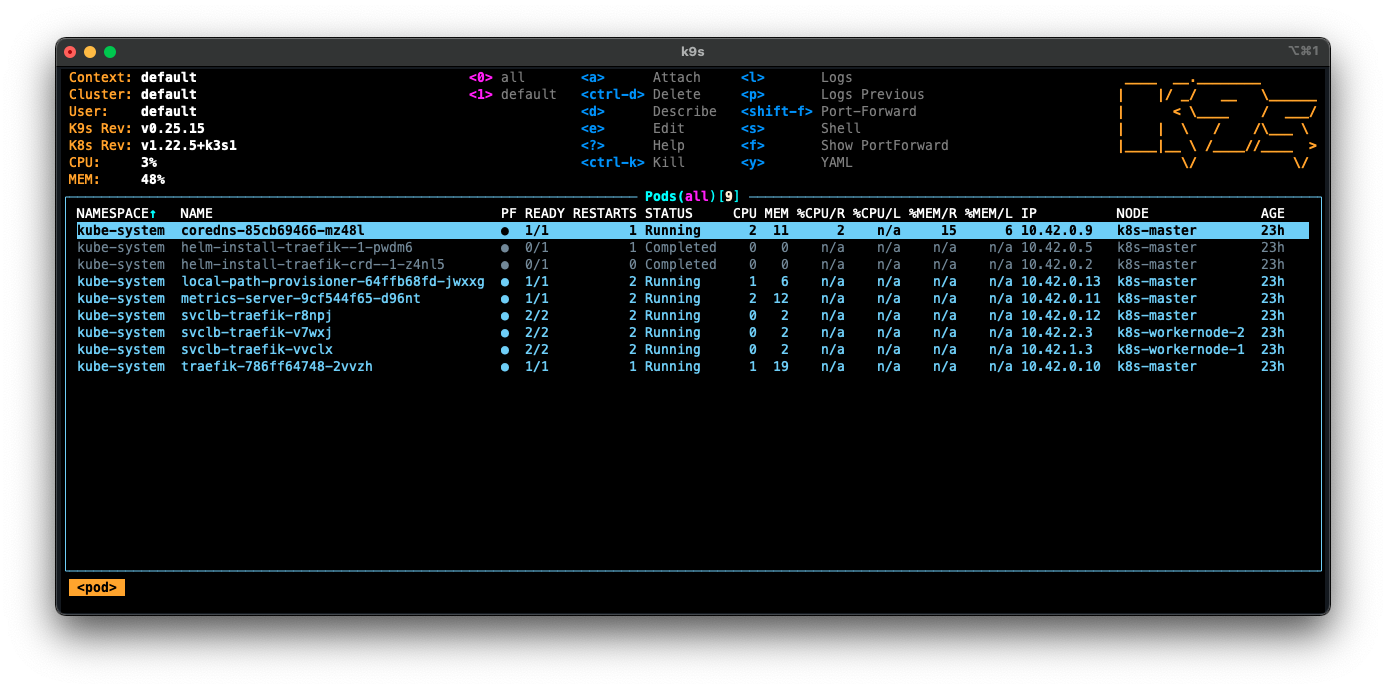 k9s ⌥⌘1
Context: default <0> all <a> Attach <l> Logs
Cluster: default <1> default <ctrl-d> Delete <p> Logs Previous
User: default <d> Describe <shift-f> Port-Forward
K9s Rev: v0.25.15 <e> Edit <s> Shell
K8s Rev: v1.22.5+k3s1 <?> Help <f> Show PortForward
CPU: 3% <ctrl-k> Kill <y> YAML
MEM: 48%
Pods(all)[9]
NAMESPACE↑ NAME PF READY RESTARTS STATUS CPU MEM %CPU/R %CPU/L %MEM/R %MEM/L IP NODE AGE
kube-system coredns-85cb69466-mz48l ● 1/1 1 Running 2 11 2 n/a 15 6 10.42.0.9 k8s-master 23h
kube-system helm-install-traefik--1-pwdm6 ● 0/1 1 Completed 0 0 n/a n/a n/a n/a 10.42.0.5 k8s-master 23h
kube-system helm-install-traefik-crd--1-z4nl5 ● 0/1 0 Completed 0 0 n/a n/a n/a n/a 10.42.0.2 k8s-master 23h
kube-system local-path-provisioner-64ffb68fd-jwxxg ● 1/1 2 Running 1 6 n/a n/a n/a n/a 10.42.0.13 k8s-master 23h
kube-system metrics-server-9cf544f65-d96nt ● 1/1 2 Running 2 12 n/a n/a n/a n/a 10.42.0.11 k8s-master 23h
kube-system svclb-traefik-r8npj ● 2/2 2 Running 0 2 n/a n/a n/a n/a 10.42.0.12 k8s-master 23h
kube-system svclb-traefik-v7wxj ● 2/2 2 Running 0 2 n/a n/a n/a n/a 10.42.2.3 k8s-workernode-2 23h
kube-system svclb-traefik-vvclx ● 2/2 2 Running 0 2 n/a n/a n/a n/a 10.42.1.3 k8s-workernode-1 23h
kube-system traefik-786ff64748-2vvzh ● 1/1 1 Running 1 19 n/a n/a n/a n/a 10.42.0.10 k8s-master 23h
<pod>